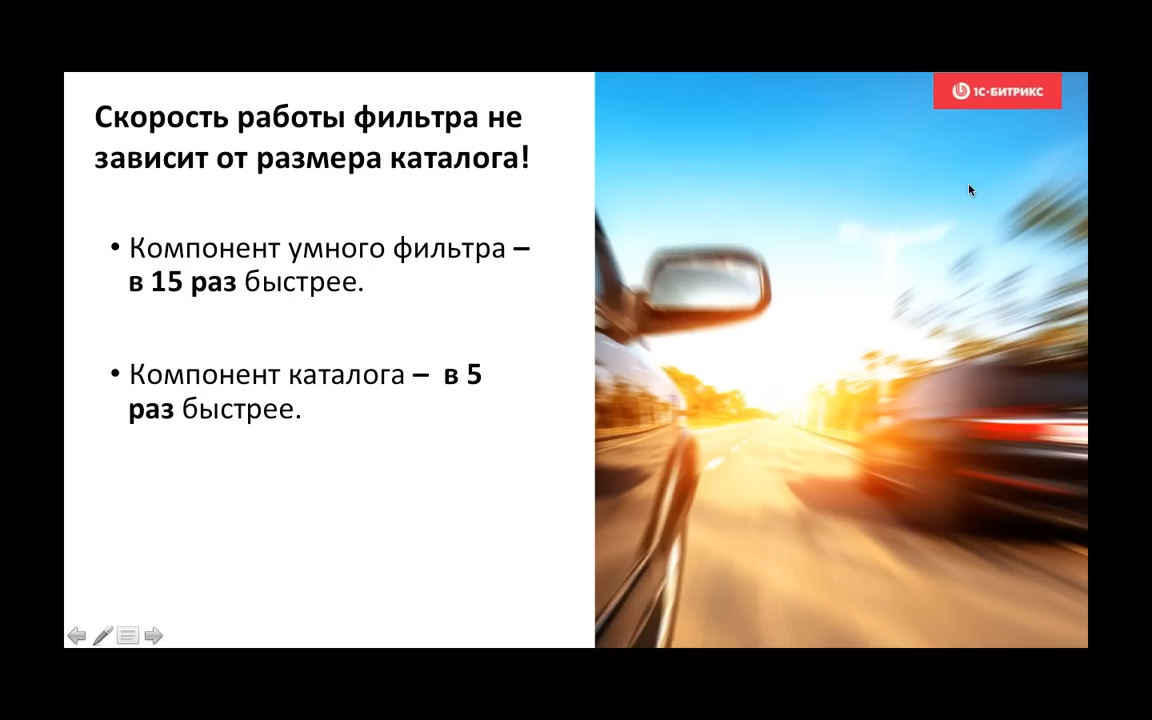 1С-БИТРИКС
Скорость работы фильтра не
зависит от размера каталога!
• Компонент умного фильтра –
в 15 раз быстрее.
• Компонент каталога – в 5
раз быстрее.